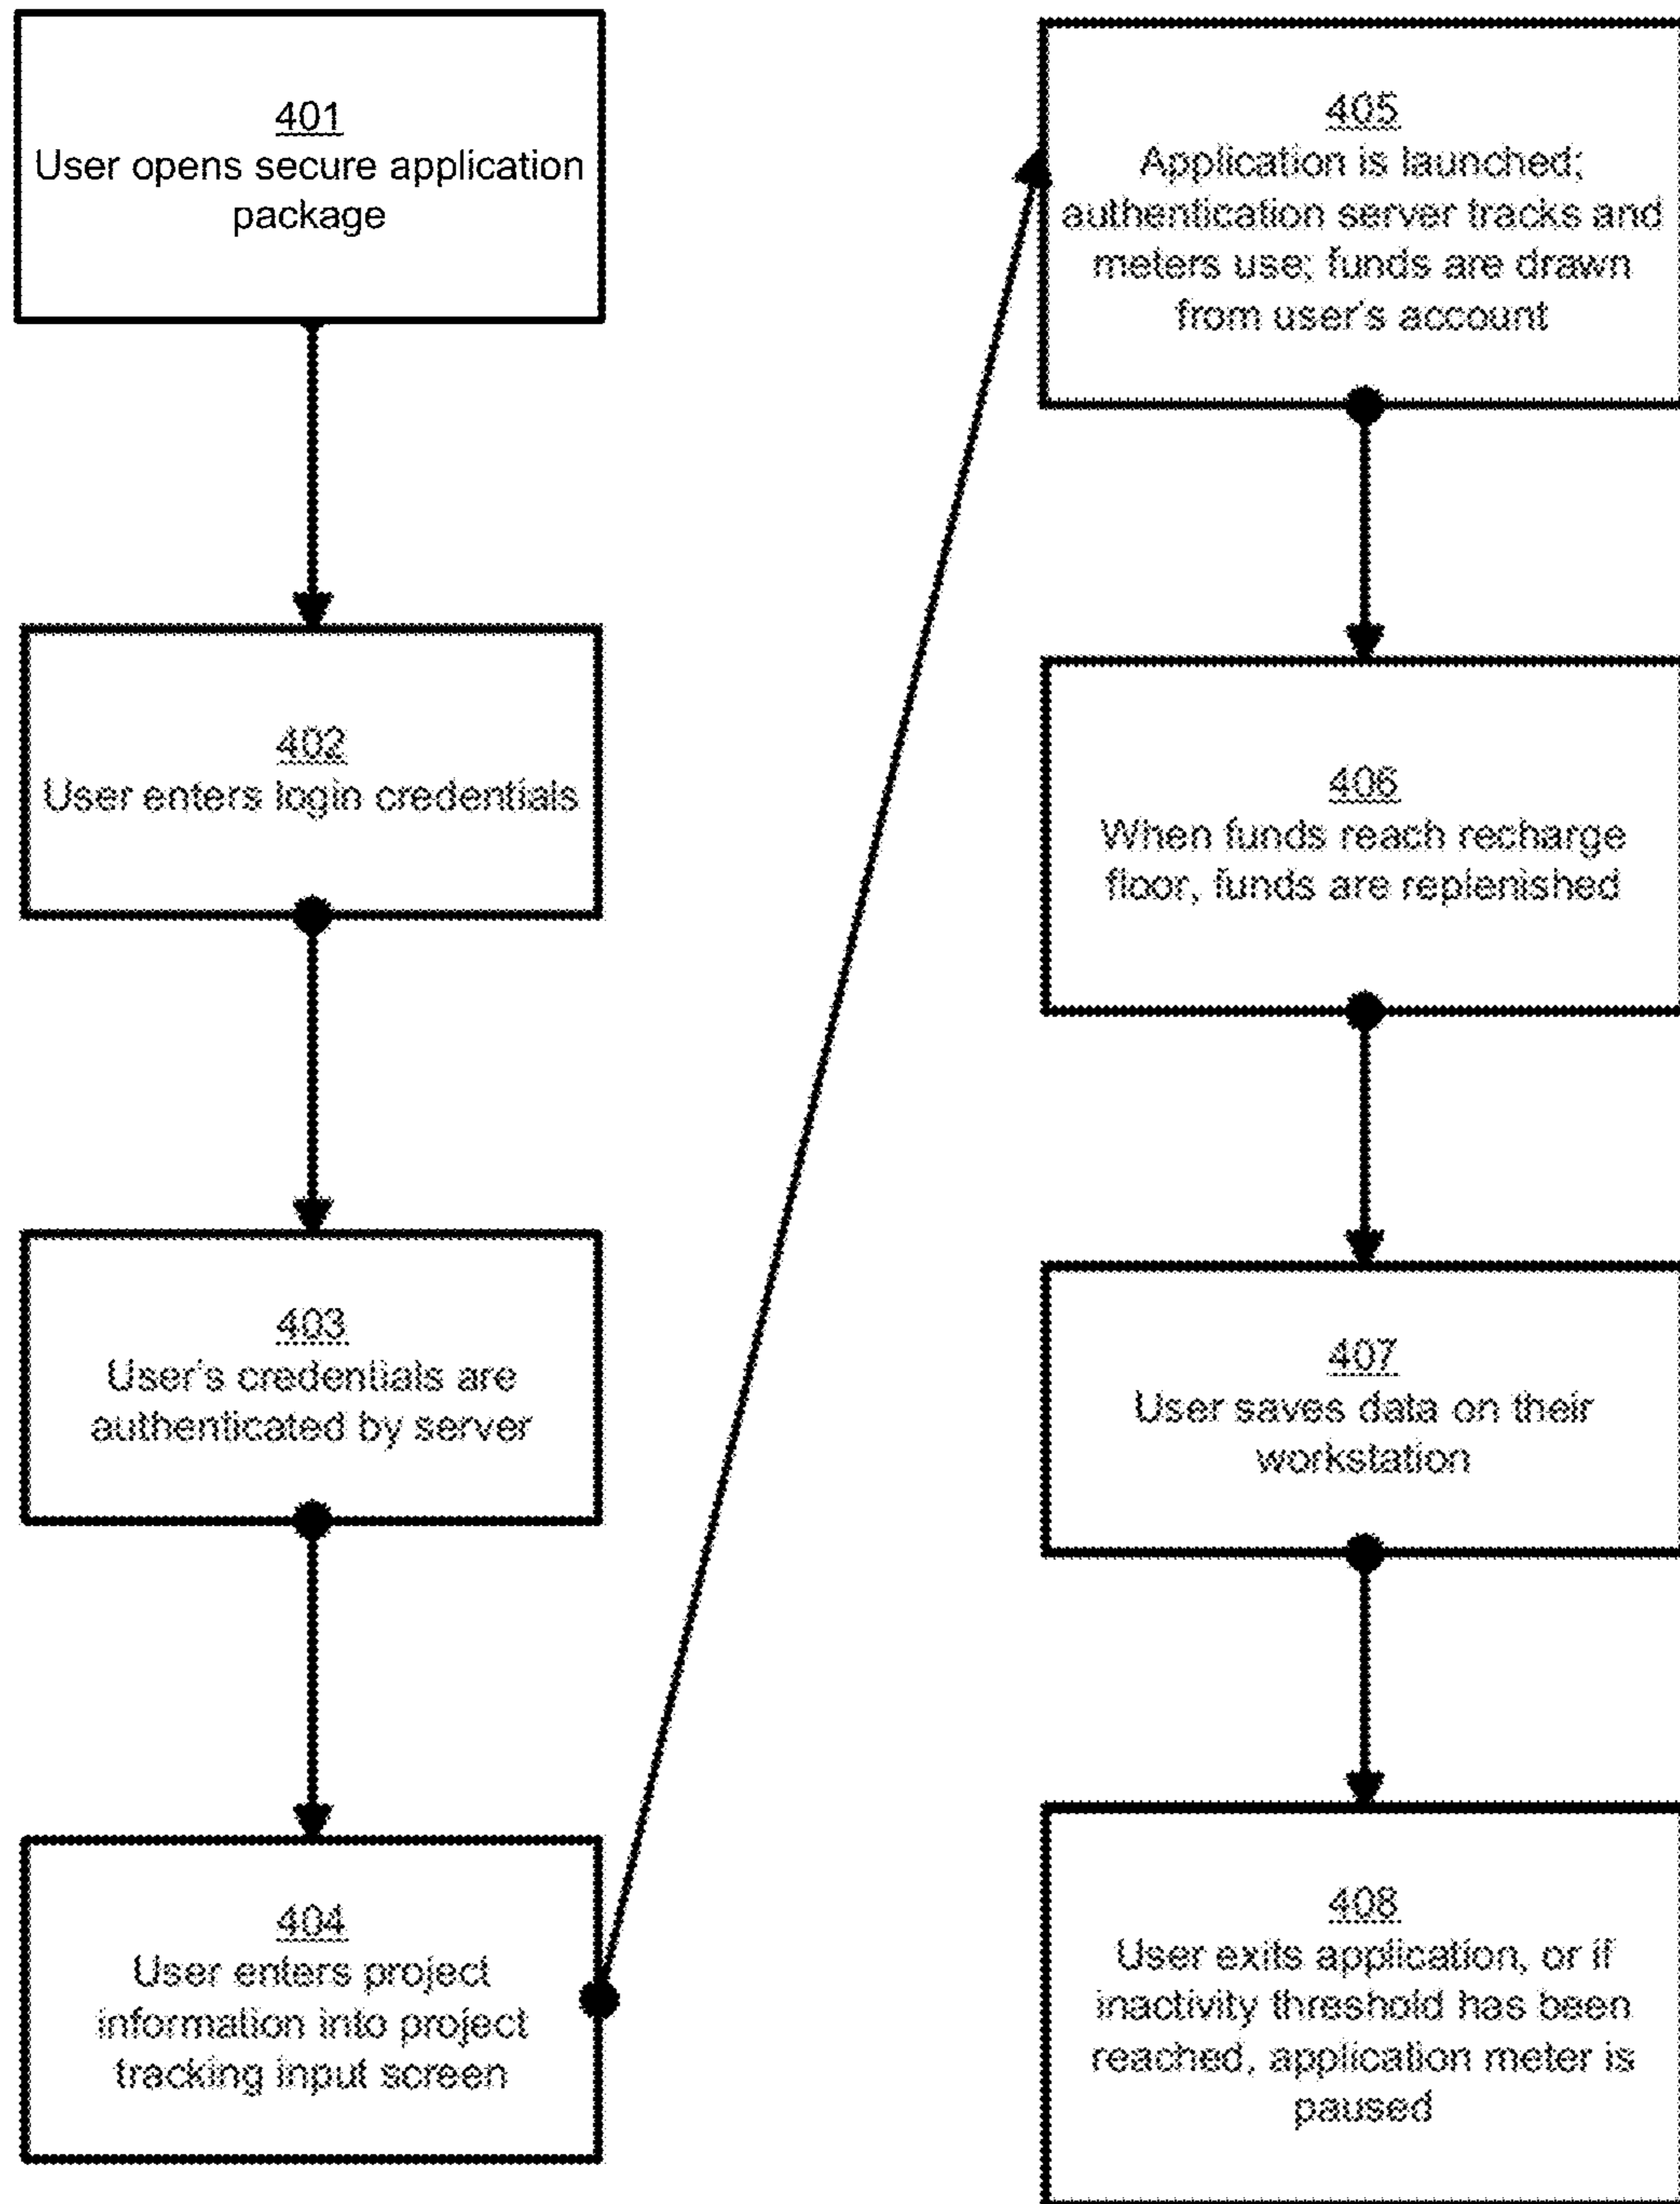 401
User opens secure application
package
402
User enters login credentials
403
User's credentials are
authenticated by server
404
User enters project
information into project
tracking input screen
405
Application is launched;
authentication server tracks and
meters use; funds are drawn
from user's account
406
When funds reach recharge
floor, funds are replenished
407
User saves data on their
workstation
408
User exits application, or if
inactivity threshold has been
reached, application meter is
paused